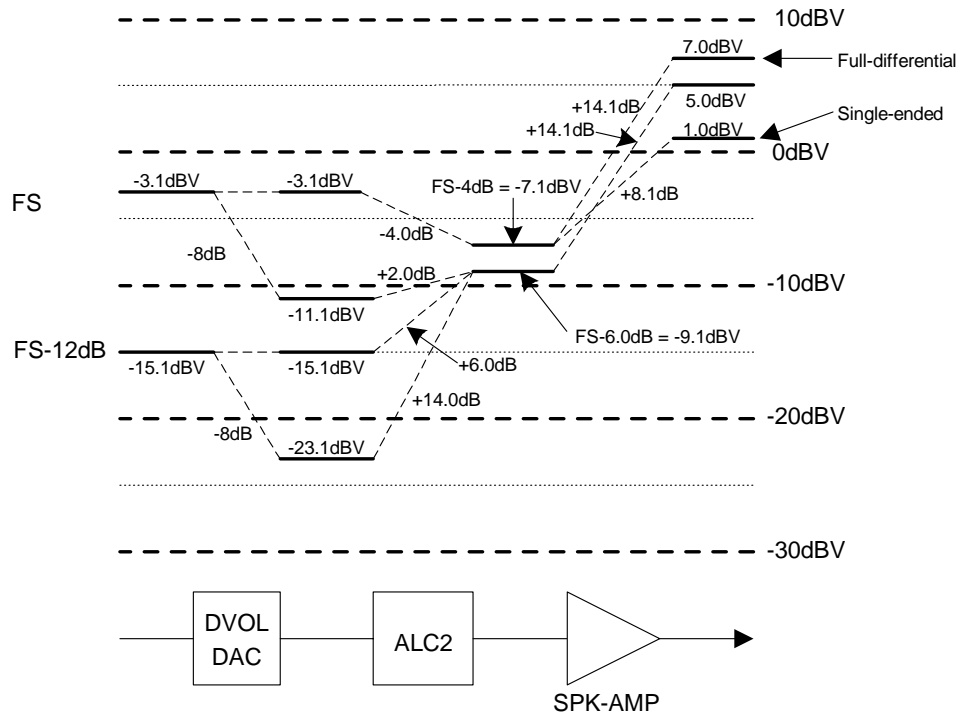 10dBV
7.0dBV
Full-differential
+14.1dB
5.0dBV
+14.1dB
1.0dBV
Single-ended
0dBV
-3.1dBV
-3.1dBV
FS-4dB = -7.1dBV
+8.1dB
FS
-4.0dB
-8dB
+2.0dB
-10dBV
-11.1dBV
FS-6.0dB = -9.1dBV
FS-12dB
-15.1dBV
-15.1dBV
+6.0dB
+14.0dB
-20dBV
-8dB
-23.1dBV
-30dBV
DVOL
DAC
ALC2
SPK-AMP